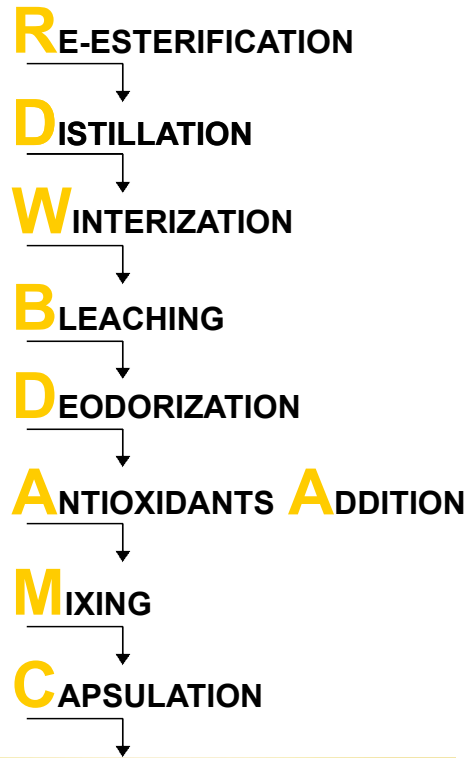 RE-ESTERIFICATION
DISTILLATION
WINTERIZATION
BLEACHING
DEODORIZATION
ANTIOXIDANTS ADDITION
MIXING
CAPSULATION